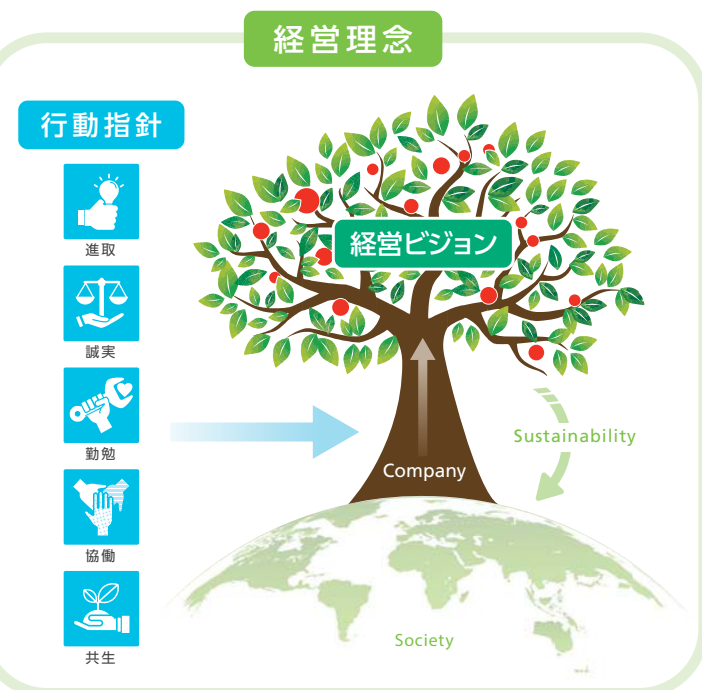 経営理念
行動指針
進取
誠実
勤勉
協働
共生
経営ビジョン
Company
Sustainability
Society